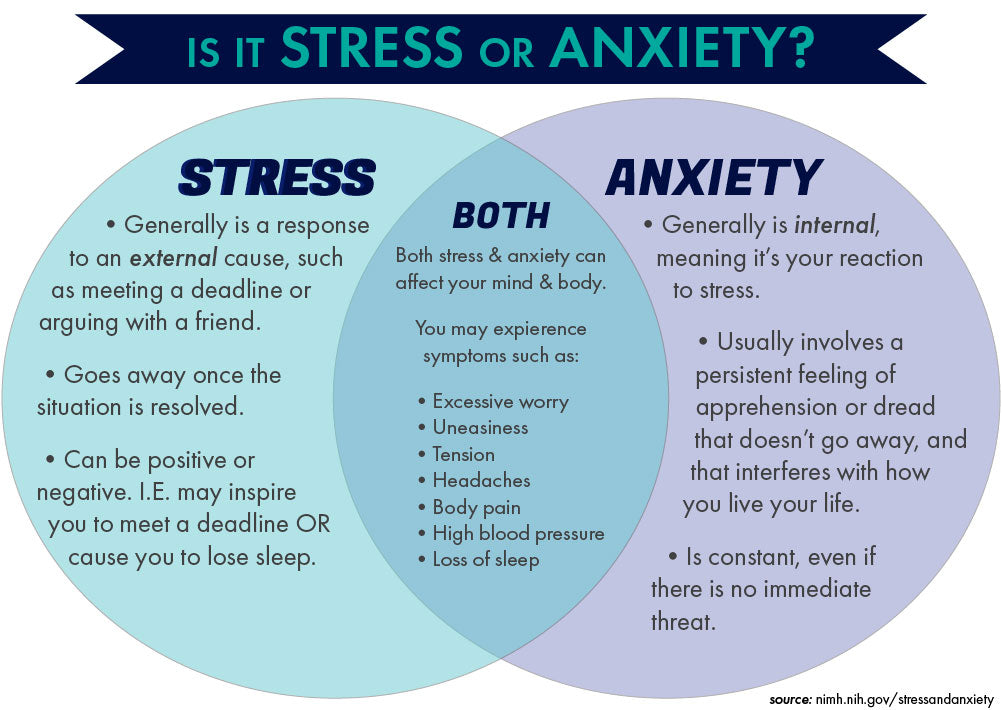 IS IT STRESS OR ANXIETY?
STRESS
• Generally is a response
to an external cause, such
as meeting a deadline or
arguing with a friend.
• Goes away once the
situation is resolved.
• Can be positive or
negative. I.E. may inspire
you to meet a deadline OR
cause you to lose sleep.
BOTH
Both stress & anxiety can
affect your mind & body.
You may expierence
symptoms such as:
• Excessive worry
• Uneasiness
• Tension
• Headaches
• Body pain
• High blood pressure
• Loss of sleep
ANXIETY
• Generally is internal,
meaning it's your reaction
to stress.
• Usually involves a
persistent feeling of
apprehension or dread
that doesn't go away, and
that interferes with how
you live your life.
• Is constant, even if
there is no immediate
threat.
source: nimh.nih.gov/stressandanxiety